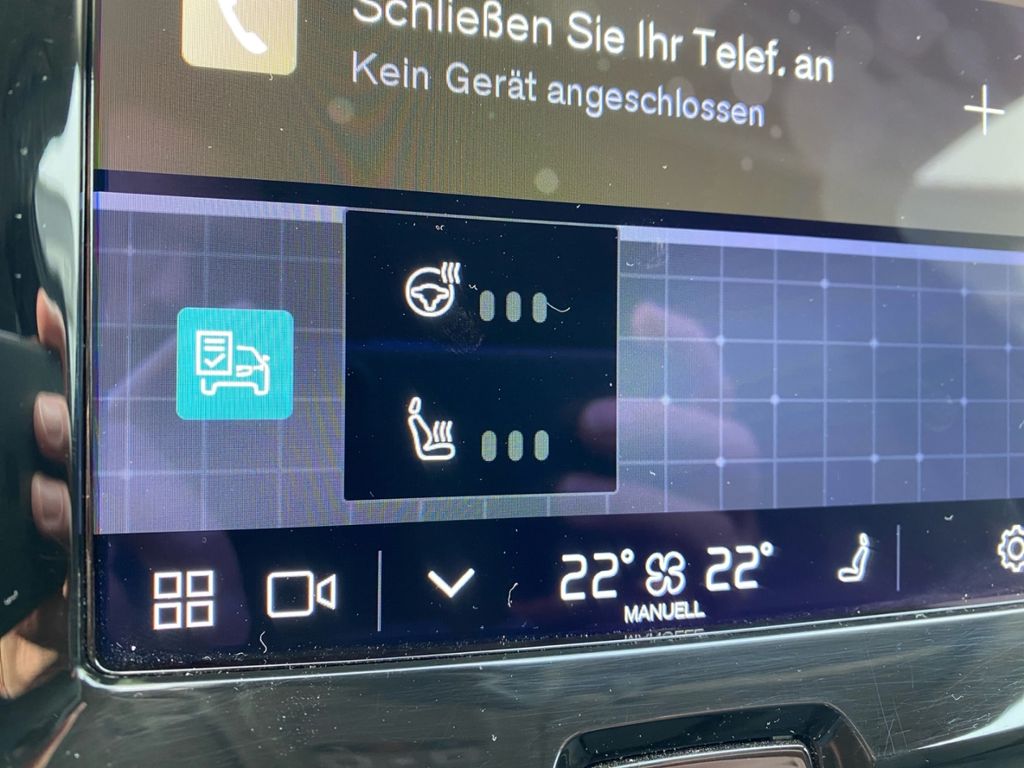 Schließen Sie Ihr Telef. an
Kein Gerät angeschlossen
22° 22°
MANUELL